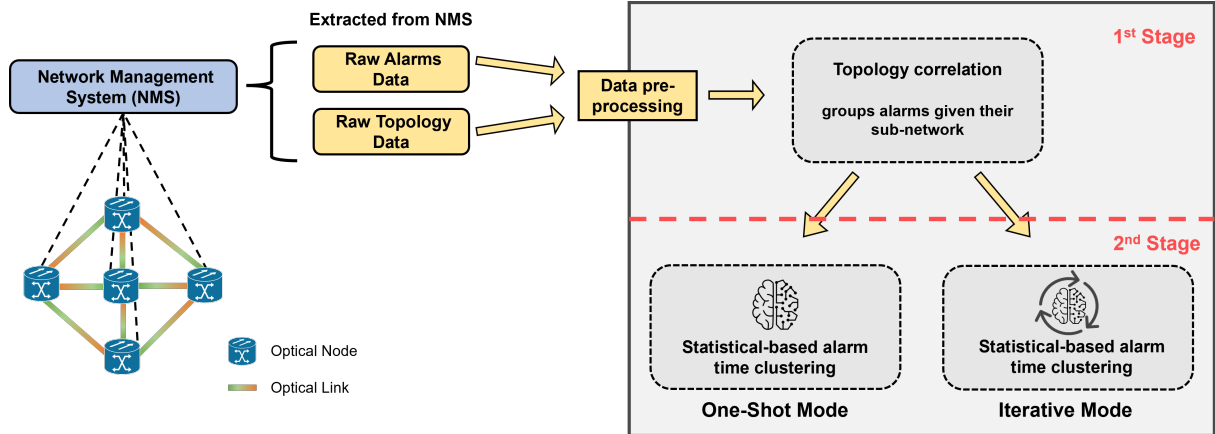 Extracted from NMS
Network Management
System (NMS)
Raw Alarms
Data
Raw Topology
Data
Data pre-
processing
1st Stage
Topology correlation
groups alarms given their
sub-network
2nd Stage
Statistical-based alarm
time clustering
One-Shot Mode
Statistical-based alarm
time clustering
Iterative Mode
Optical Node
Optical Link